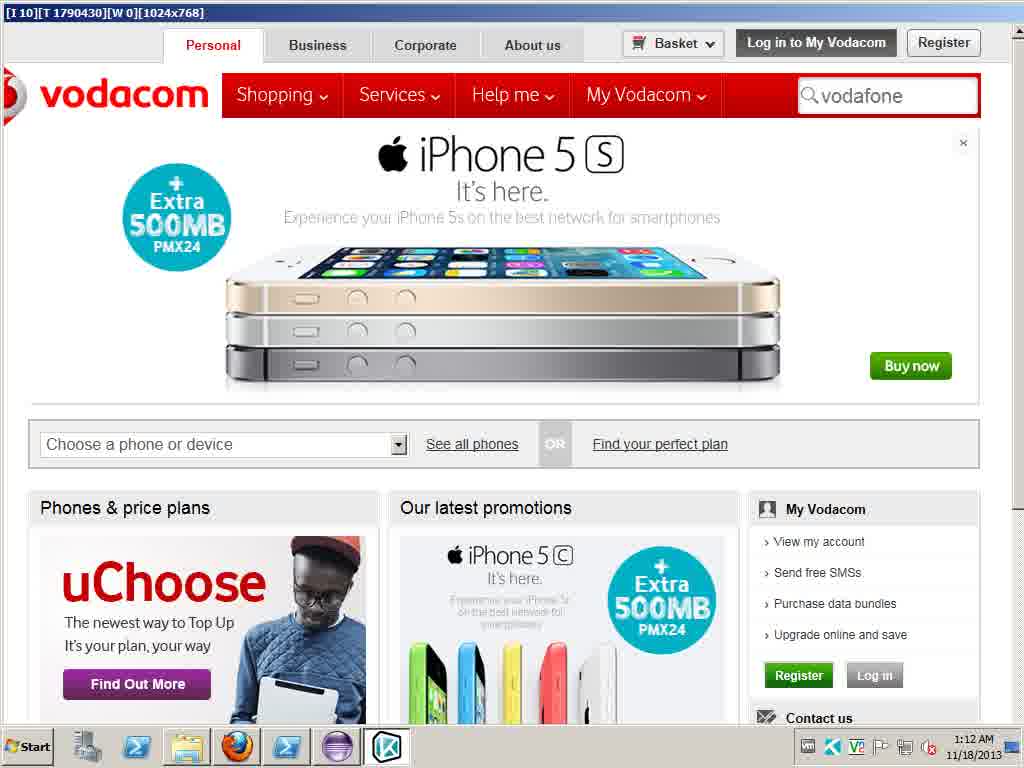 [I 10][T 1790430][W 0][1024x768]
Personal
Business
Corporate
About us
Basket
Log in to My Vodacom
Register
vodacom
Shopping
Services
Help me
My Vodacom
vodafone
iPhone 5 S
It's here.
Experience your iPhone 5s on the best network for smartphones
+
Extra
500MB
PMX24
Buy now
Choose a phone or device
See all phones
OR
Find your perfect plan
Phones & price plans
uChoose
The newest way to Top Up
It's your plan, your way
Find Out More
Our latest promotions
iPhone 5 C
It's here.
Experience your iPhone 5c
on the best network for
smartphones
+
Extra
500MB
PMX24
My Vodacom
› View my account
› Send free SMSs
› Purchase data bundles
› Upgrade online and save
Register
Log in
Contact us
Start
1:12 AM
11/18/2013